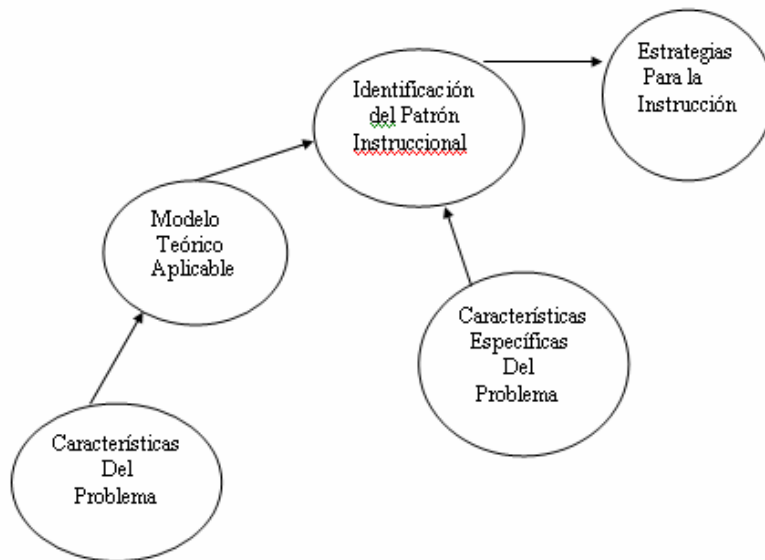 Estrategias
Para la
Instrucción
Identificación
del Patrón
Instruccional
Modelo
Teórico
Aplicable
Características
Específicas
Del
Problema
Características
Del
Problema